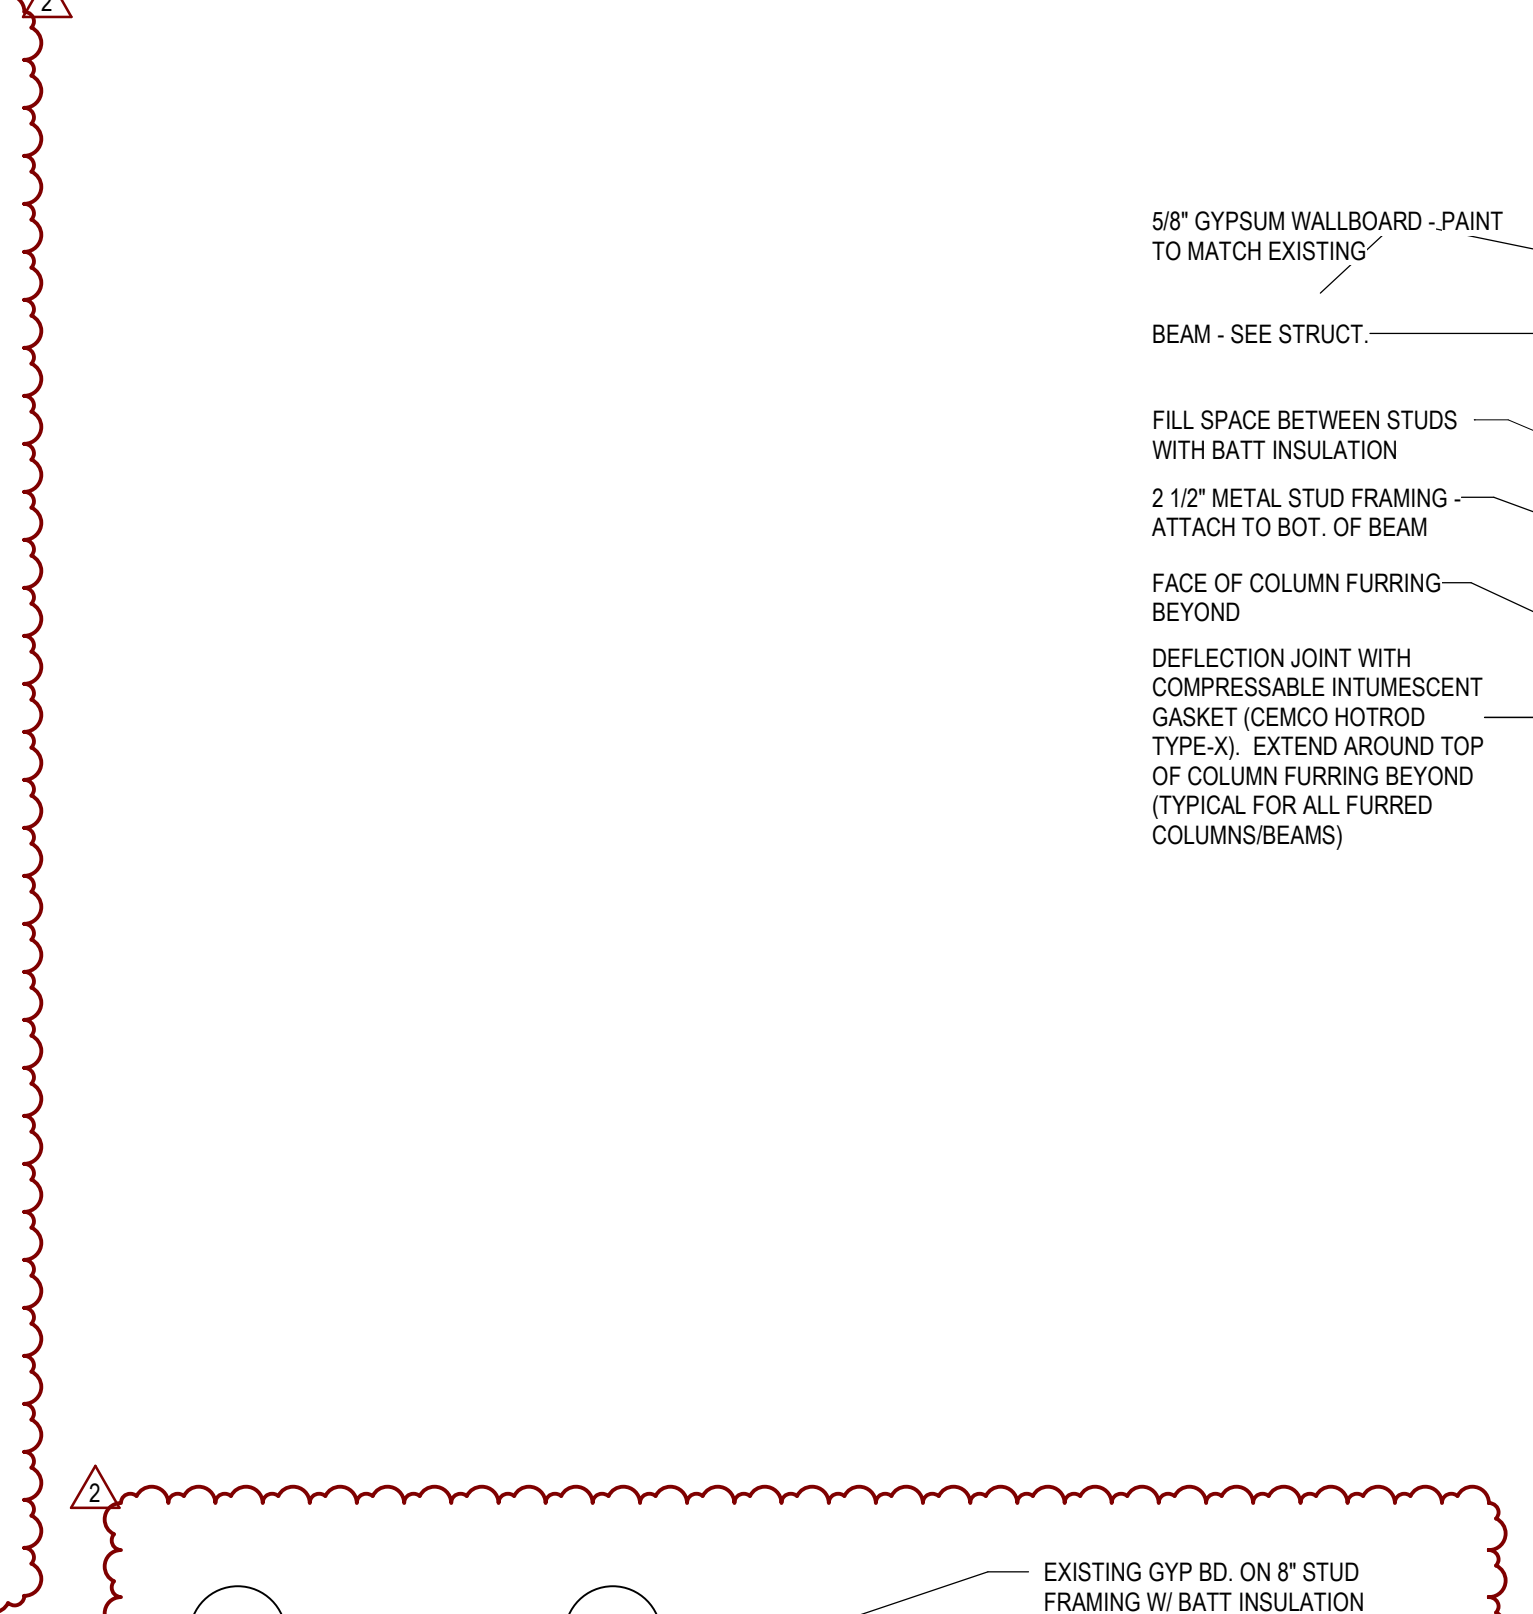 2
5/8" GYPSUM WALLBOARD - PAINT
TO MATCH EXISTING
BEAM - SEE STRUCT.
FILL SPACE BETWEEN STUDS
WITH BATT INSULATION
2 1/2" METAL STUD FRAMING -
ATTACH TO BOT. OF BEAM
FACE OF COLUMN FURRING
BEYOND
DEFLECTION JOINT WITH
COMPRESSABLE INTUMESCENT
GASKET (CEMCO HOTROD
TYPE-X).  EXTEND AROUND TOP
OF COLUMN FURRING BEYOND
(TYPICAL FOR ALL FURRED
COLUMNS/BEAMS)
2
EXISTING GYP BD. ON 8" STUD
FRAMING W/ BATT INSULATION